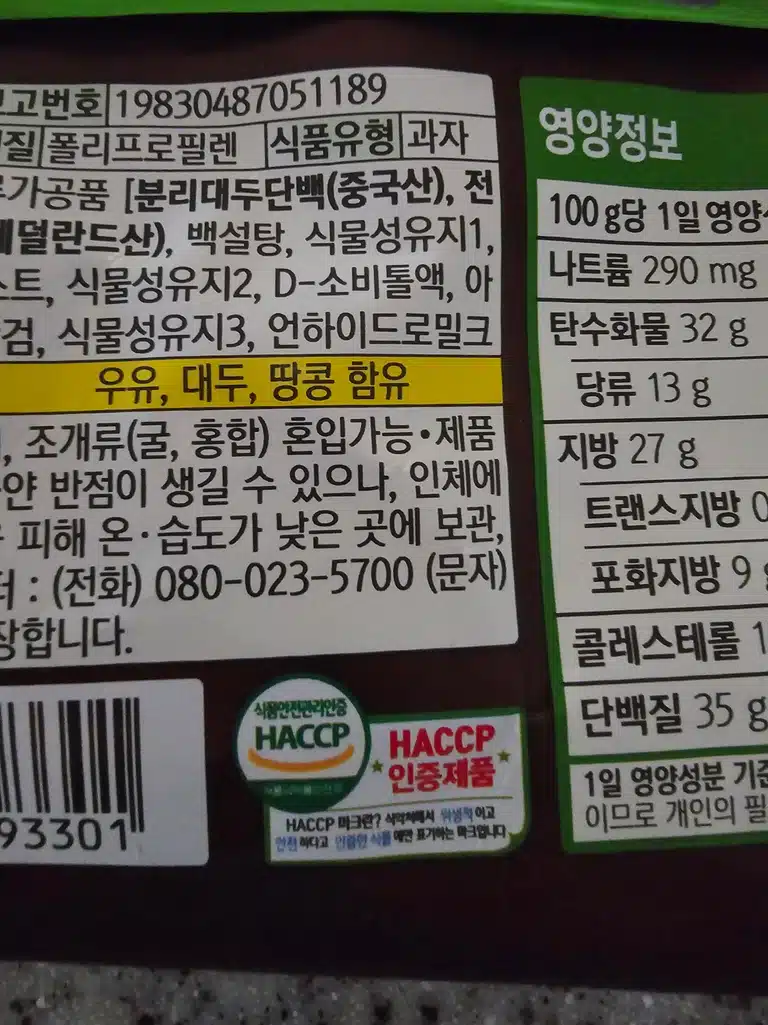 고번호 19830487051189
질 폴리프로필렌 식품유형 과자
가공품 [분리대두단백(중국산), 전
덜란드산), 백설탕, 식물성유지1,
스트, 식물성유지2, D-소비톨액, 아
검, 식물성유지3, 언하이드로밀크
우유, 대두, 땅콩 함유
, 조개류(굴, 홍합) 혼입가능•제품
얀 반점이 생길 수 있으나, 인체에
피해 온·습도가 낮은 곳에 보관,
터 : (전화) 080-023-5700 (문자)
장합니다.
93301
식품안전관리인증
HACCP
HACCP
인증제품
HACCP 마크란? 식약처에서 위생적이고
안전하다고 인증한 식품에만 표기하는 마크입니다
영양정보
100 g당 1일 영양
나트륨 290 mg
탄수화물 32 g
당류 13 g
지방 27 g
트랜스지방 0
포화지방 9 g
콜레스테롤 1
단백질 35 g
1일 영양성분 기준
이므로 개인의 필